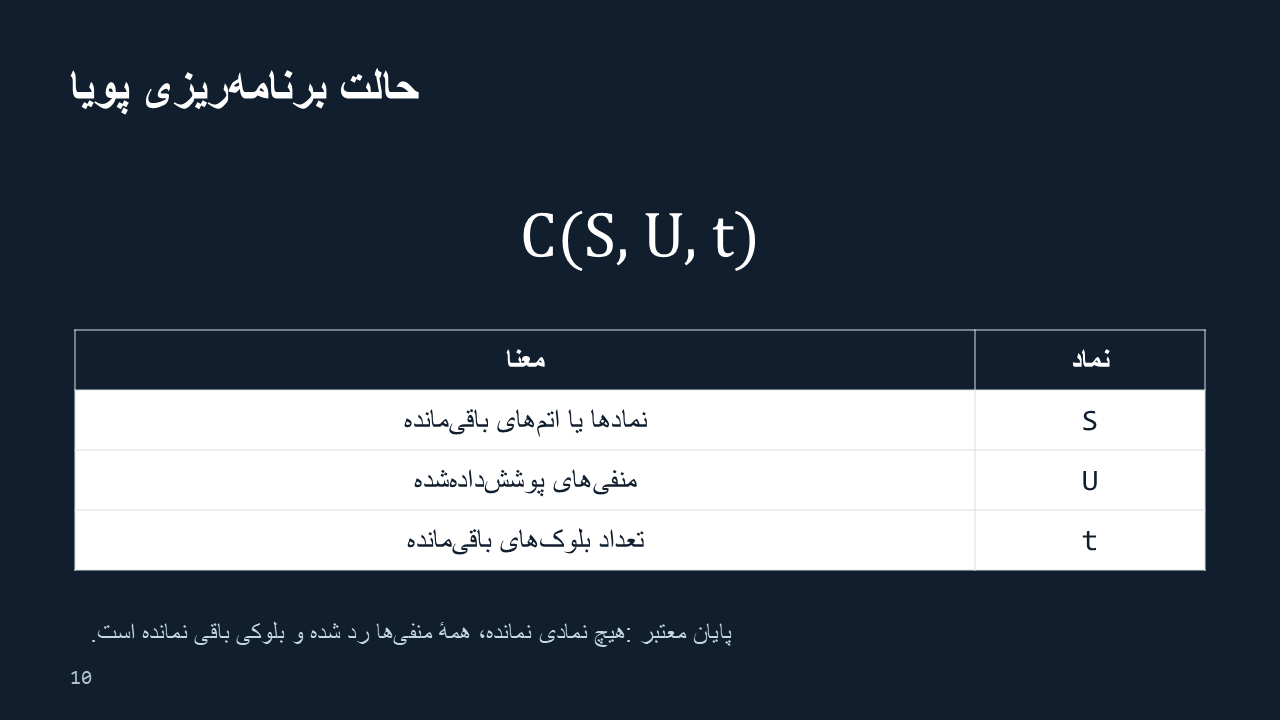 حالت برنامه‌ریزی پویا
C(S, U, t)
نماد معنا
S نمادها یا اتم‌های باقی‌مانده
U منفی‌های پوشش‌داده‌شده
t تعداد بلوک‌های باقی‌مانده
پایان معتبر :هیچ نمادی نمانده، همهٔ منفی‌ها رد شده و بلوکی باقی نمانده است.
10